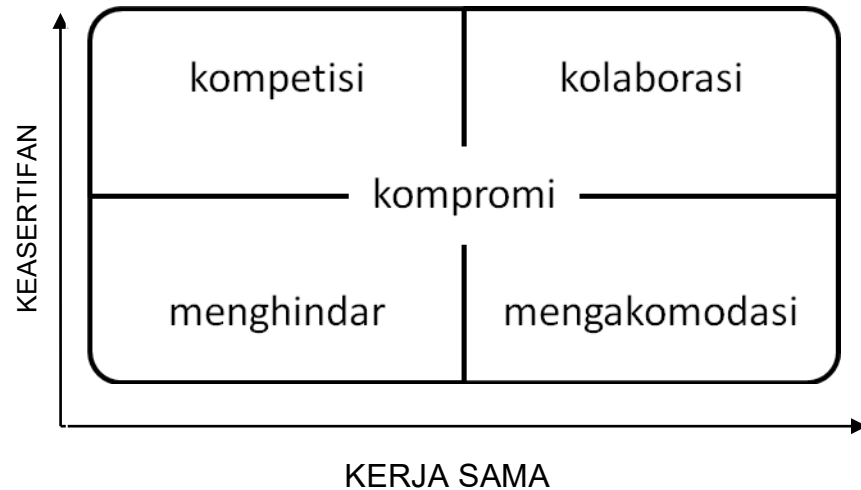 kompetisi
kolaborasi
KEASERTIFAN
kompromi
menghindar
mengakomodasi
KERJA SAMA